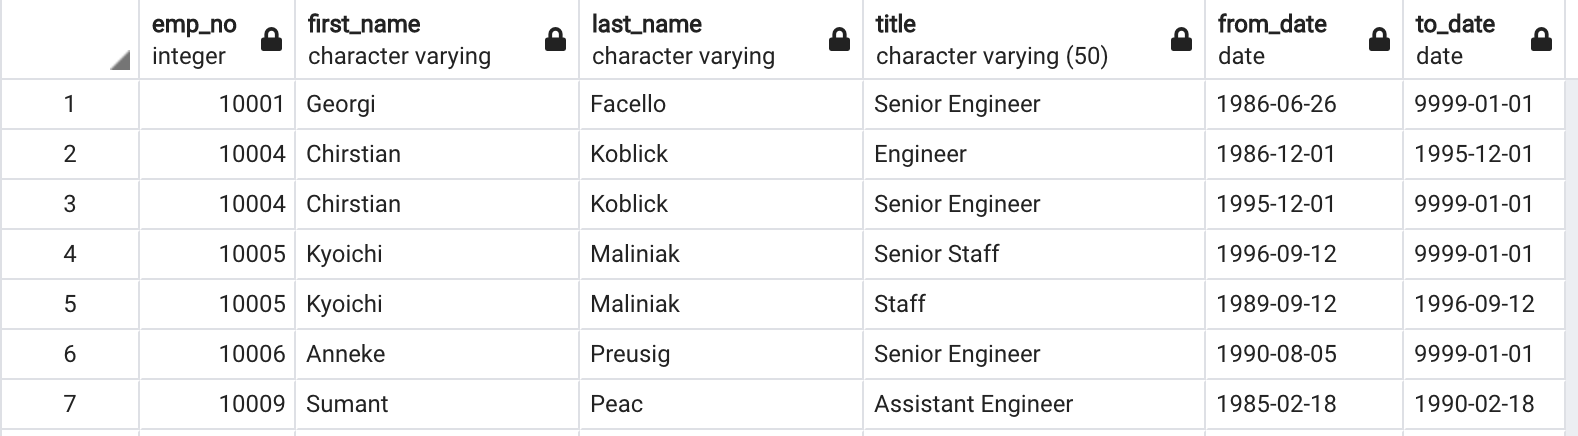 emp_no first_name last_name title from_date to_date
integer character varying character varying character varying (50) date date
1 10001 Georgi Facello Senior Engineer 1986-06-26 9999-01-01
2 10004 Chirstian Koblick Engineer 1986-12-01 1995-12-01
3 10004 Chirstian Koblick Senior Engineer 1995-12-01 9999-01-01
4 10005 Kyoichi Maliniak Senior Staff 1996-09-12 9999-01-01
5 10005 Kyoichi Maliniak Staff 1989-09-12 1996-09-12
6 10006 Anneke Preusig Senior Engineer 1990-08-05 9999-01-01
7 10009 Sumant Peac Assistant Engineer 1985-02-18 1990-02-18